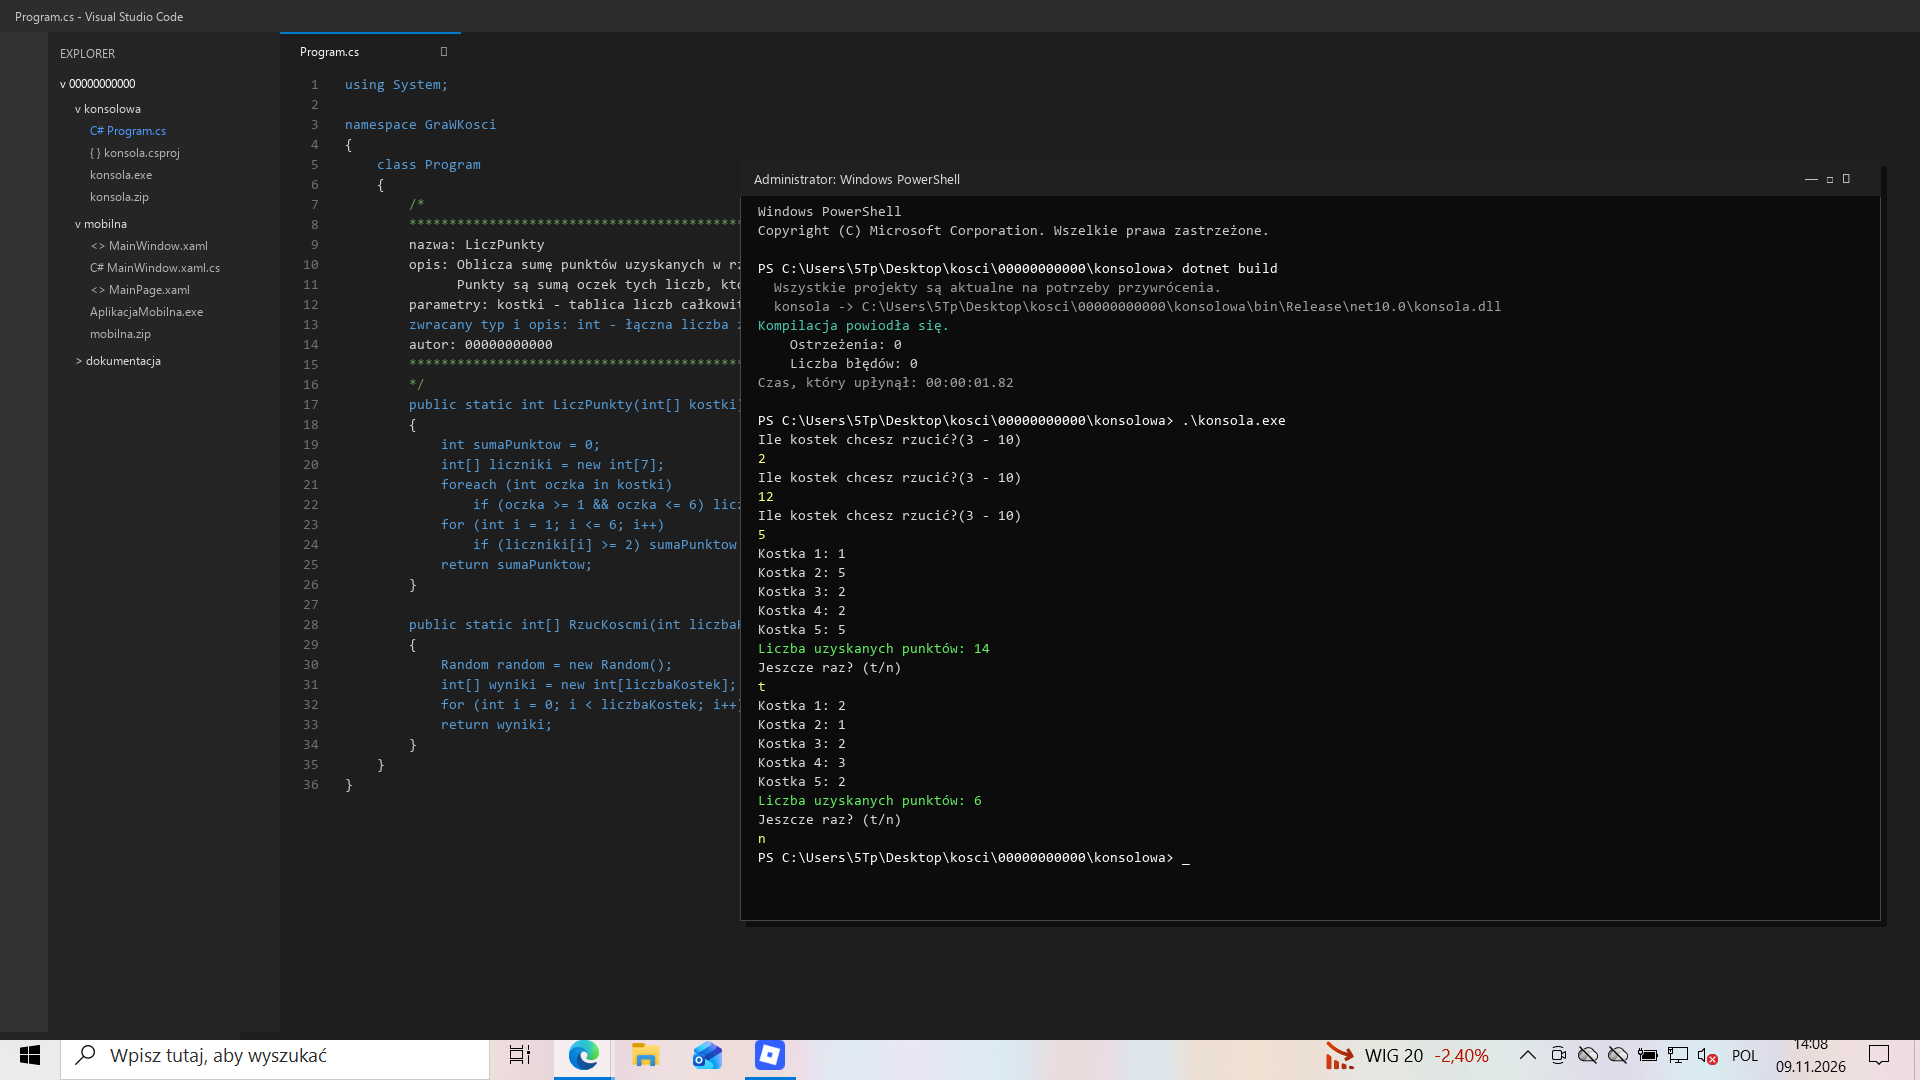 Program.cs - Visual Studio Code
EXPLORER
v 00000000000
v konsolowa
C# Program.cs
{ } konsola.csproj
konsola.exe
konsola.zip
v mobilna
<> MainWindow.xaml
C# MainWindow.xaml.cs
<> MainPage.xaml
AplikacjaMobilna.exe
mobilna.zip
> dokumentacja
Program.cs
1 using System;
2
3 namespace GraWKosci
4 {
5 class Program
6 {
7 /*
8 ******************************************
9 nazwa: LiczPunkty
10 opis: Oblicza sumę punktów uzyskanych w
11 Punkty są sumą oczek tych liczb,
12 parametry: kostki - tablica liczb
13 zwracany typ i opis: int - łączna liczba
14 autor: 00000000000
15 ******************************************
16 */
17 public static int LiczPunkty(int[] kostki)
18 {
19 int sumaPunktow = 0;
20 int[] liczniki = new int[7];
21 foreach (int oczka in kostki)
22 if (oczka >= 1 && oczka <= 6)
23 for (int i = 1; i <= 6; i++)
24 if (liczniki[i] >= 2) sumaPunktow
25 return sumaPunktow;
26 }
27
28 public static int[] RzucKoscmi(int
29 {
30 Random random = new Random();
31 int[] wyniki = new int[liczbaKostek];
32 for (int i = 0; i < liczbaKostek; i++)
33 return wyniki;
34 }
35 }
36 }
Administrator: Windows PowerShell
Windows PowerShell
Copyright (C) Microsoft Corporation. Wszelkie prawa zastrzeżone.
PS C:\Users\5Tp\Desktop\kosci\00000000000\konsolowa> dotnet build
Wszystkie projekty są aktualne na potrzeby przywrócenia.
konsola -> C:\Users\5Tp\Desktop\kosci\00000000000\konsolowa\bin\Release\net10.0\konsola.dll
Kompilacja powiodła się.
Ostrzeżenia: 0
Liczba błędów: 0
Czas, który upłynął: 00:00:01.82
PS C:\Users\5Tp\Desktop\kosci\00000000000\konsolowa> .\konsola.exe
Ile kostek chcesz rzucić?(3 - 10)
2
Ile kostek chcesz rzucić?(3 - 10)
12
Ile kostek chcesz rzucić?(3 - 10)
5
Kostka 1: 1
Kostka 2: 5
Kostka 3: 2
Kostka 4: 2
Kostka 5: 5
Liczba uzyskanych punktów: 14
Jeszcze raz? (t/n)
t
Kostka 1: 2
Kostka 2: 1
Kostka 3: 2
Kostka 4: 3
Kostka 5: 2
Liczba uzyskanych punktów: 6
Jeszcze raz? (t/n)
n
PS C:\Users\5Tp\Desktop\kosci\00000000000\konsolowa> _
Wpisz tutaj, aby wyszukać
WIG 20 -2,40%
POL
14:08
09.11.2026